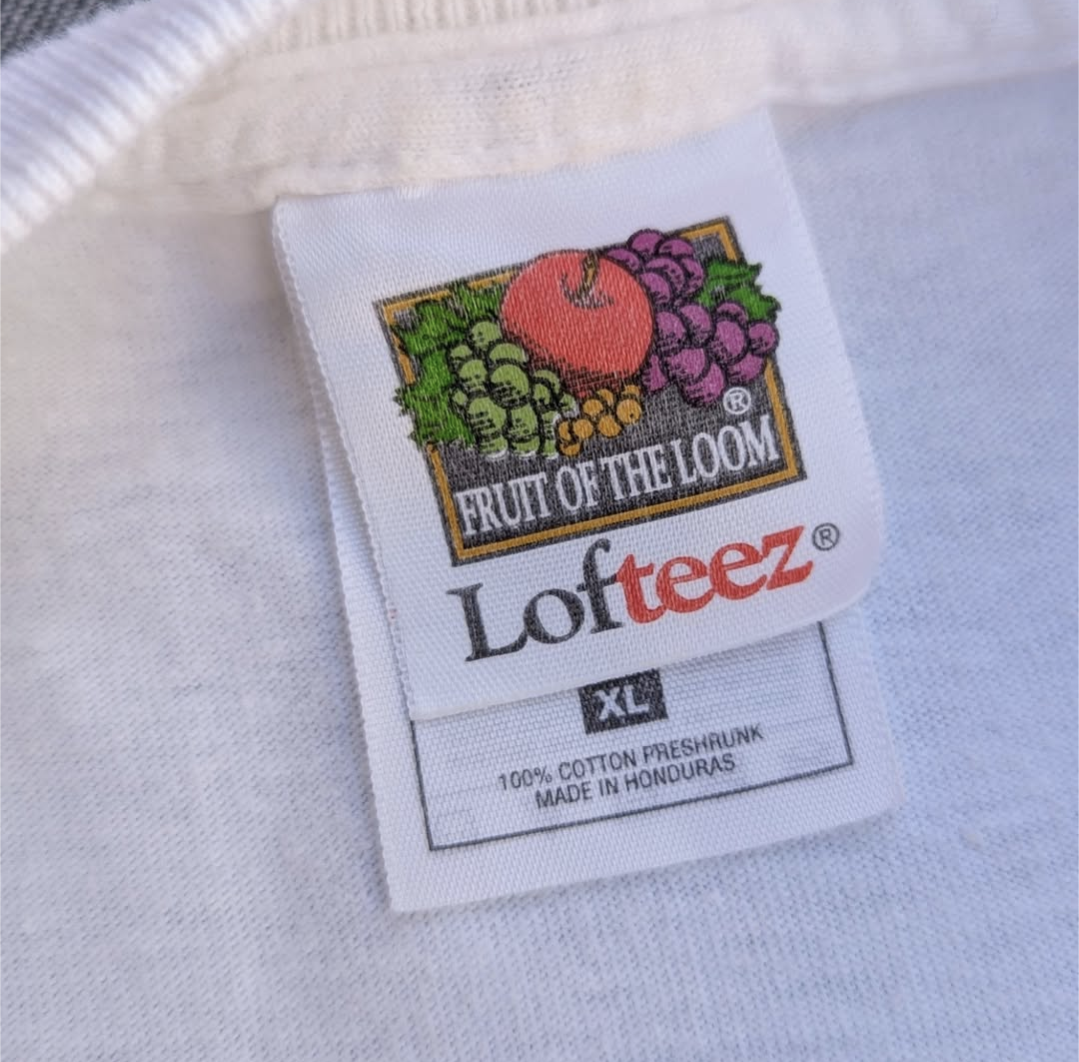 ®
FRUIT OF THE LOOM
Lofteez®
XL
100% COTTON PRESHRUNK
MADE IN HONDURAS